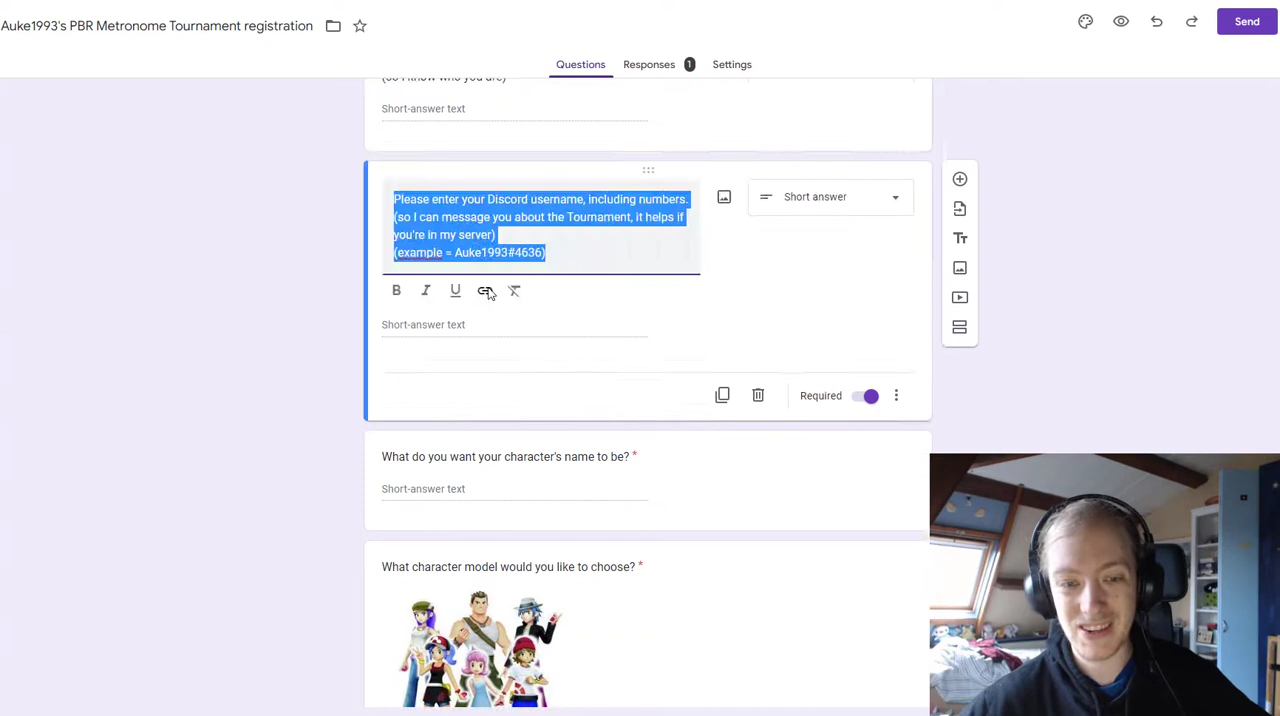 Auke1993's PBR Metronome Tournament registration
Send
Questions
Responses 1
Settings
(so I know who you are)
Short-answer text
Please enter your Discord username, including numbers.
(so I can message you about the Tournament, it helps if
you're in my server)
(example = Auke1993#4636)
Short answer
B I U
Short-answer text
Required
What do you want your character's name to be? *
Short-answer text
What character model would you like to choose? *